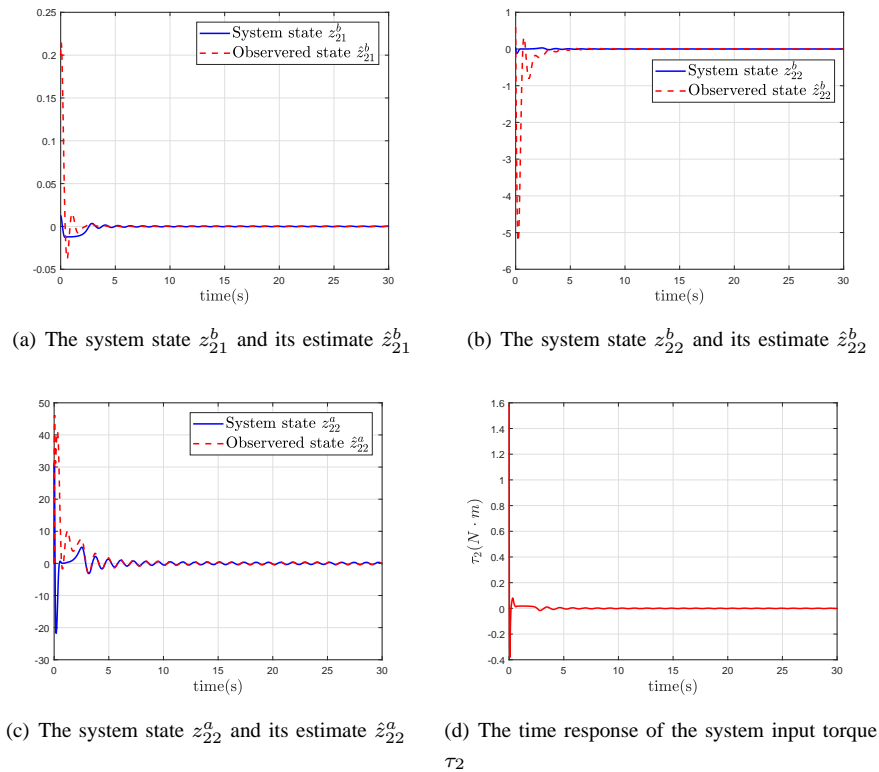 0.25
0.2
0.15
0.1
0.05
0
-0.05
0 5 10 15 20 25 30
time(s)
System state z_{21}^b
Observered state \hat{z}_{21}^b
(a) The system state z_{21}^b and its estimate \hat{z}_{21}^b
1
0
-1
-2
-3
-4
-5
-6
0 5 10 15 20 25 30
time(s)
System state z_{22}^b
Observered state \hat{z}_{22}^b
(b) The system state z_{22}^b and its estimate \hat{z}_{22}^b
50
40
30
20
10
0
-10
-20
-30
0 5 10 15 20 25 30
time(s)
System state z_{22}^a
Observered state \hat{z}_{22}^a
(c) The system state z_{22}^a and its estimate \hat{z}_{22}^a
1.6
1.4
1.2
1
0.8
0.6
0.4
0.2
0
-0.2
-0.4
τ_2(N · m)
0 5 10 15 20 25 30
time(s)
(d) The time response of the system input torque
τ_2